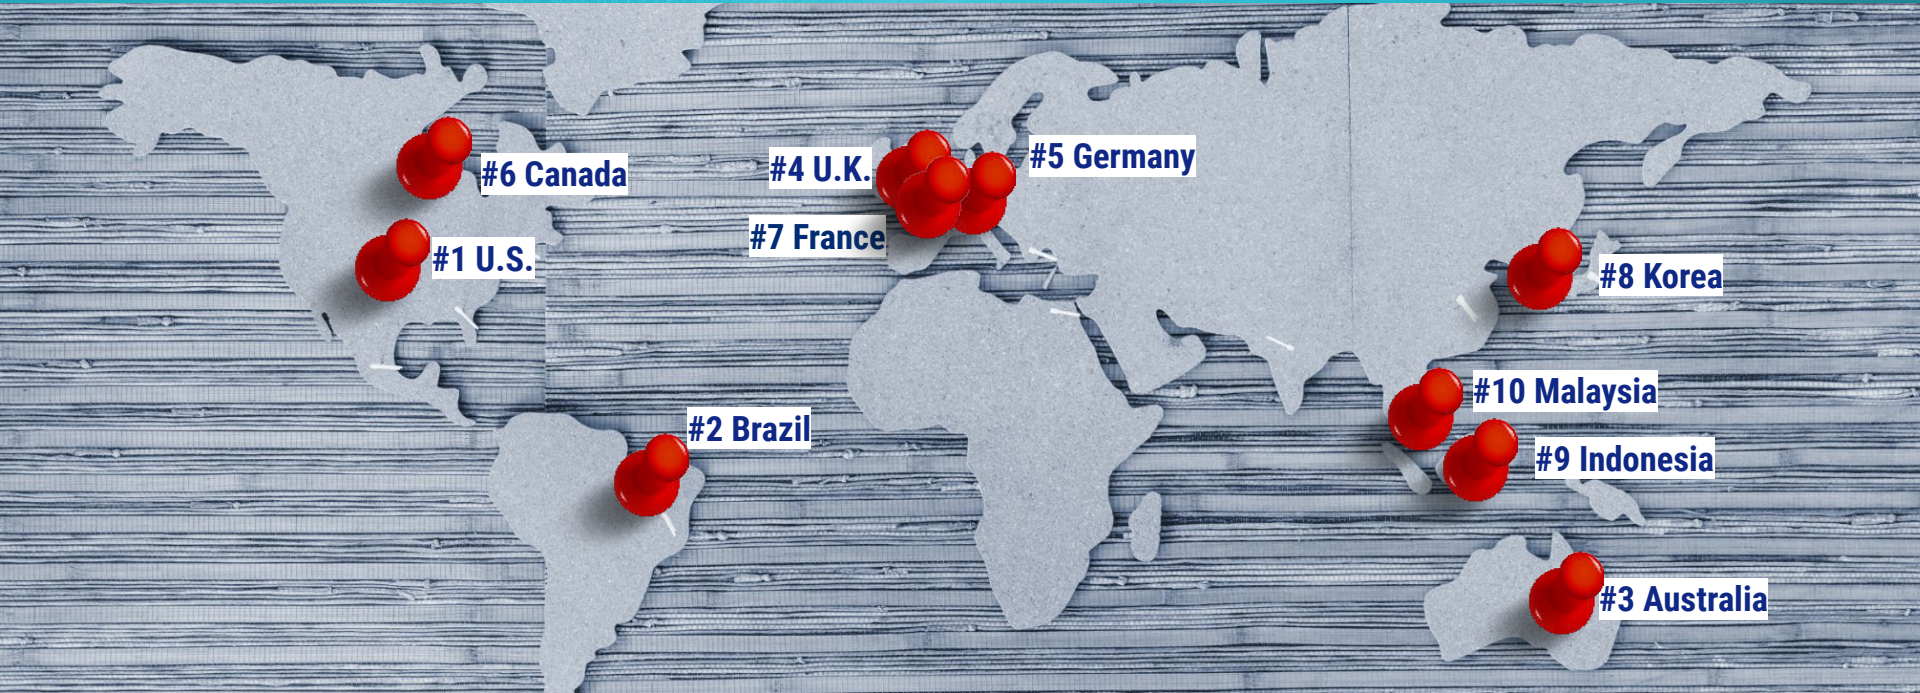 #6 Canada
#4 U.K.
#5 Germany
#7 France
#1 U.S.
#8 Korea
#2 Brazil
#10 Malaysia
#9 Indonesia
#3 Australia